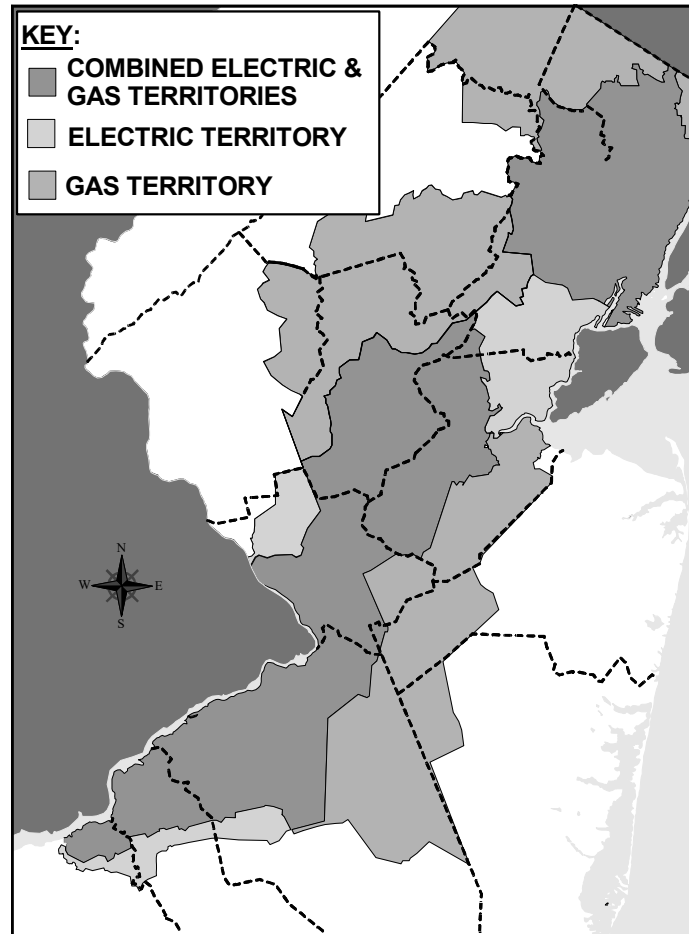 KEY:
COMBINED ELECTRIC &
GAS TERRITORIES
ELECTRIC TERRITORY
GAS TERRITORY
N
W
E
S